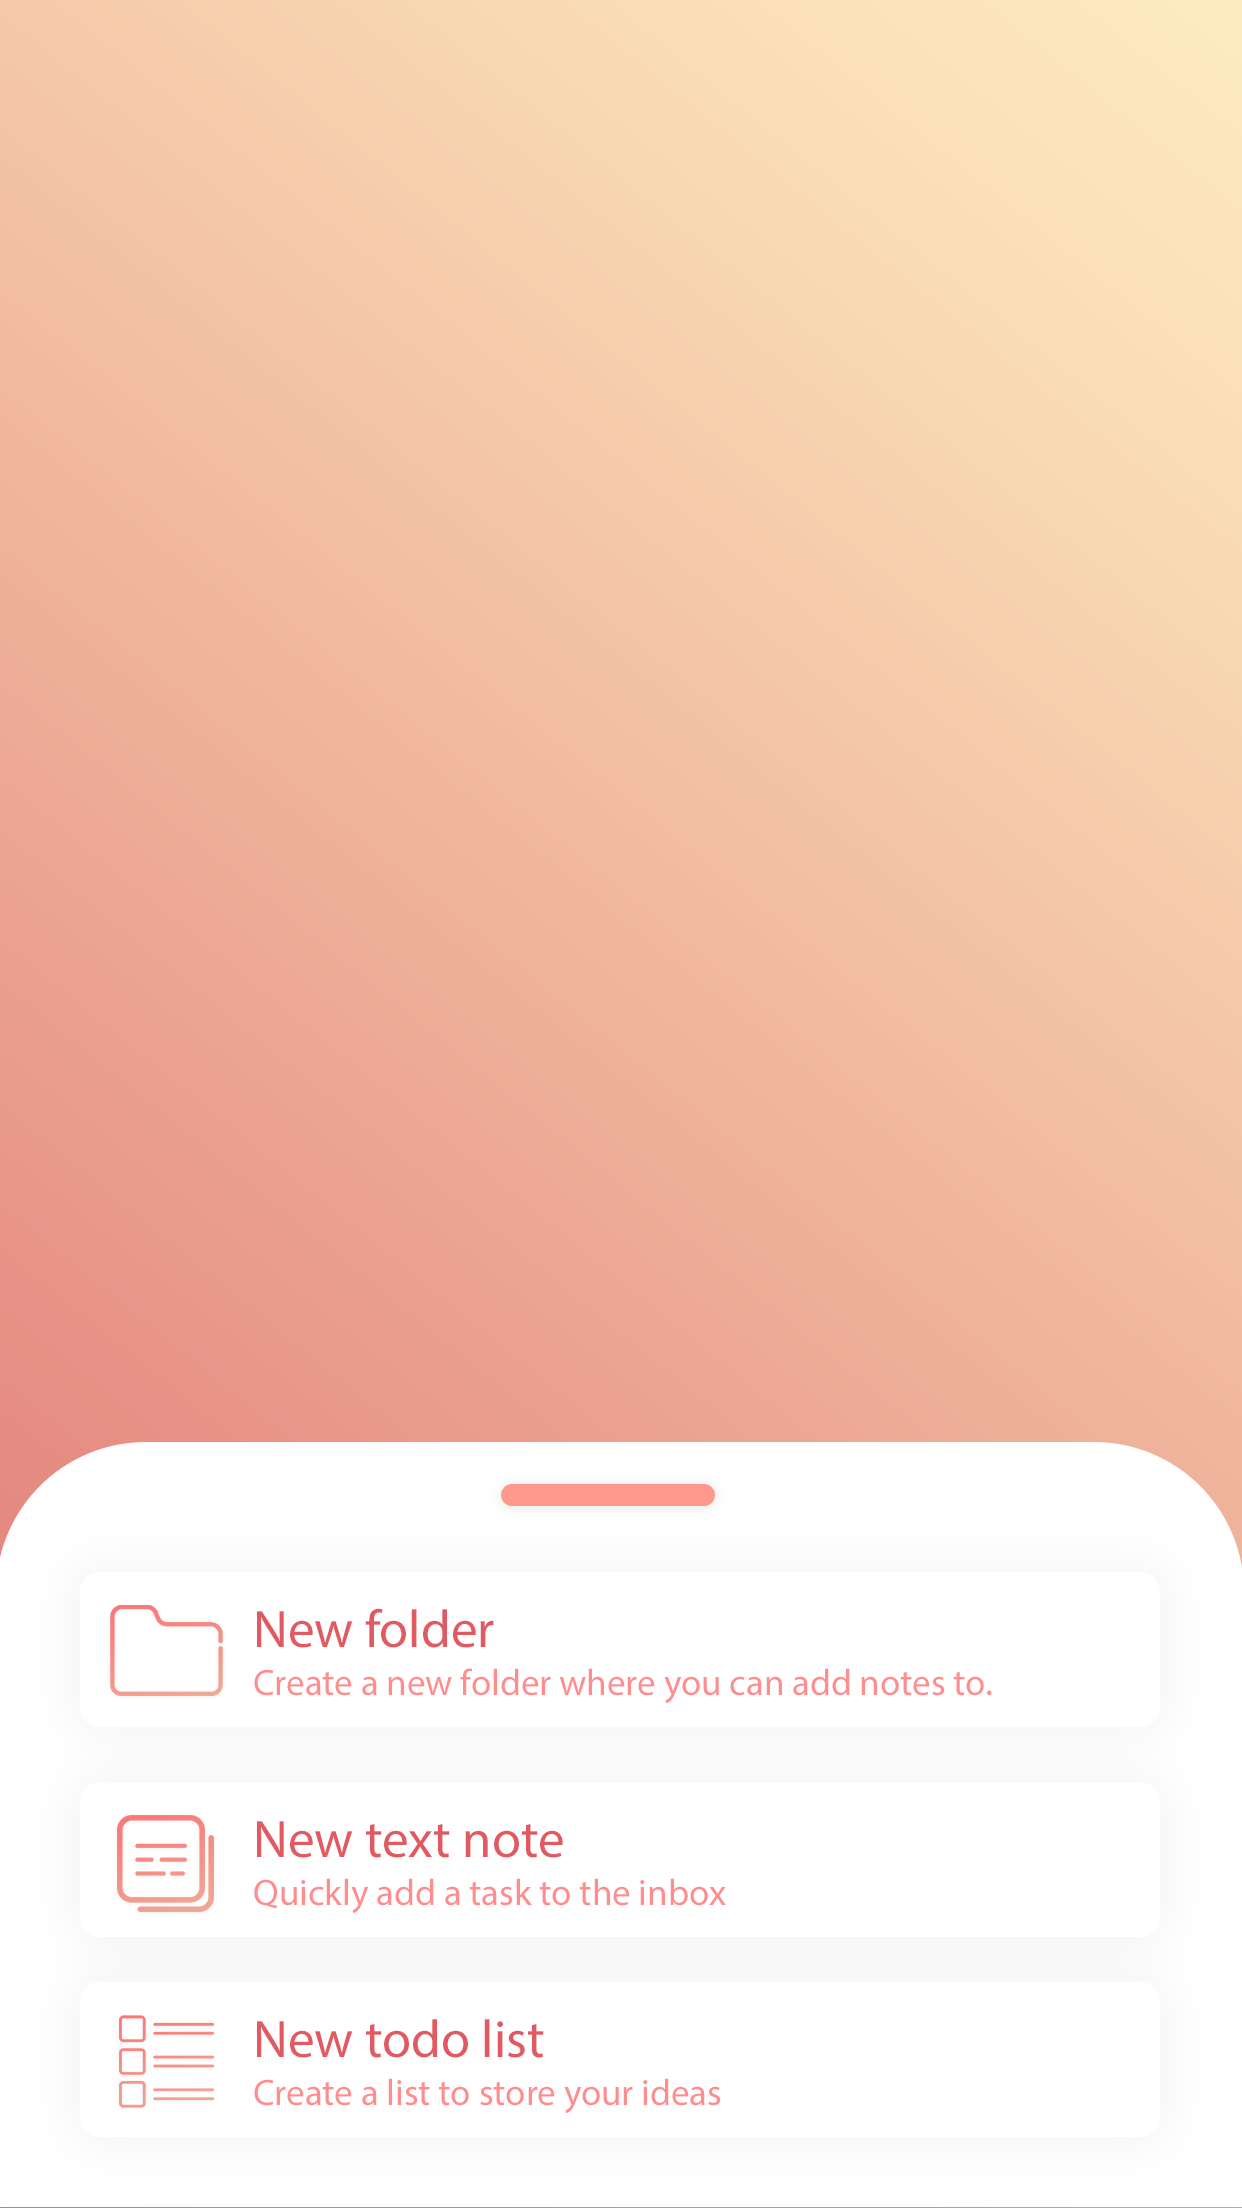 New folder
Create a new folder where you can add notes to.
New text note
Quickly add a task to the inbox
New todo list
Create a list to store your ideas